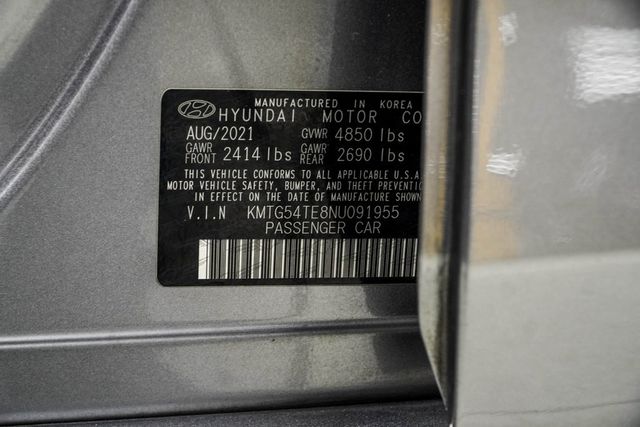 MANUFACTURED IN KOREA
HYUNDAI MOTOR CO
AUG/2021 GVWR 4850 lbs
GAWR FRONT 2414 lbs GAWR REAR 2690 lbs
THIS VEHICLE CONFORMS TO ALL APPLICABLE U.S.A.
MOTOR VEHICLE SAFETY, BUMPER, AND THEFT
IN EFFECT ON THE DATE OF MANUFACTURE SHOWN
V.I.N KMTG54TE8NU091955
PASSENGER CAR